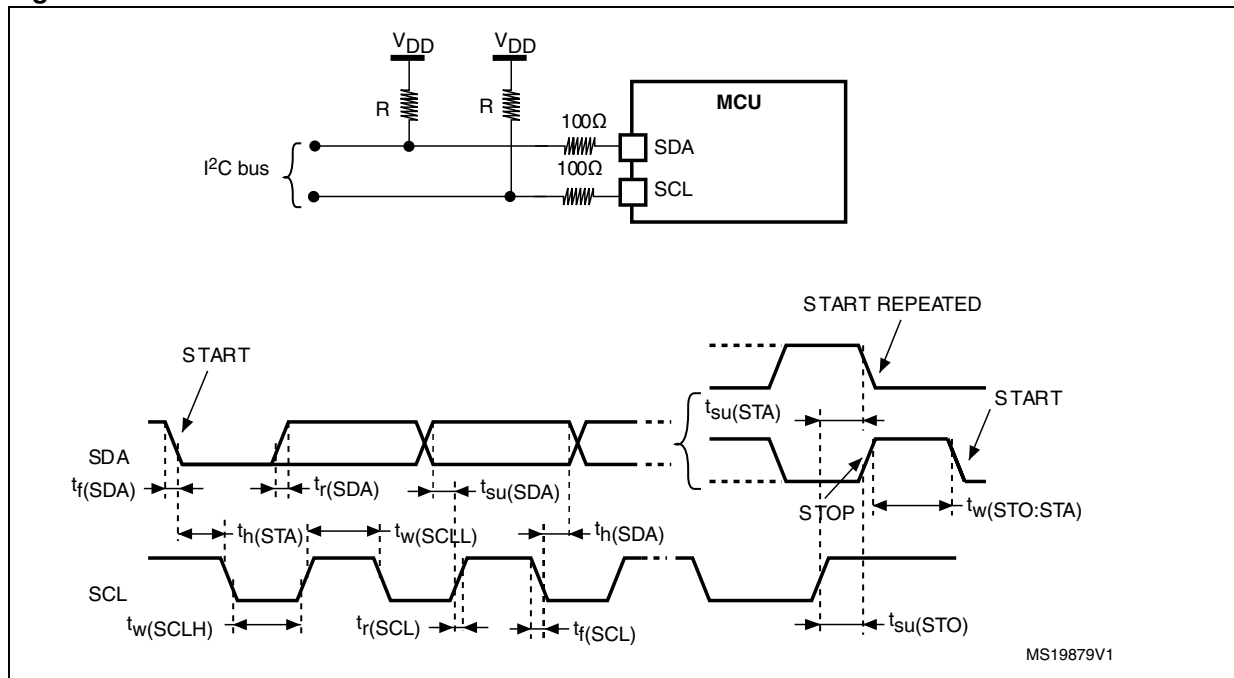 VDD
VDD
R
R
100Ω
100Ω
MCU
SDA
SCL
I²C bus
START REPEATED
START
START
tsu(STA)
SDA
tf(SDA)
tr(SDA)
tsu(SDA)
STOP
tw(STO:STA)
th(STA)
tw(SCLL)
th(SDA)
SCL
tw(SCLH)
tr(SCL)
tf(SCL)
tsu(STO)
MS19879V1